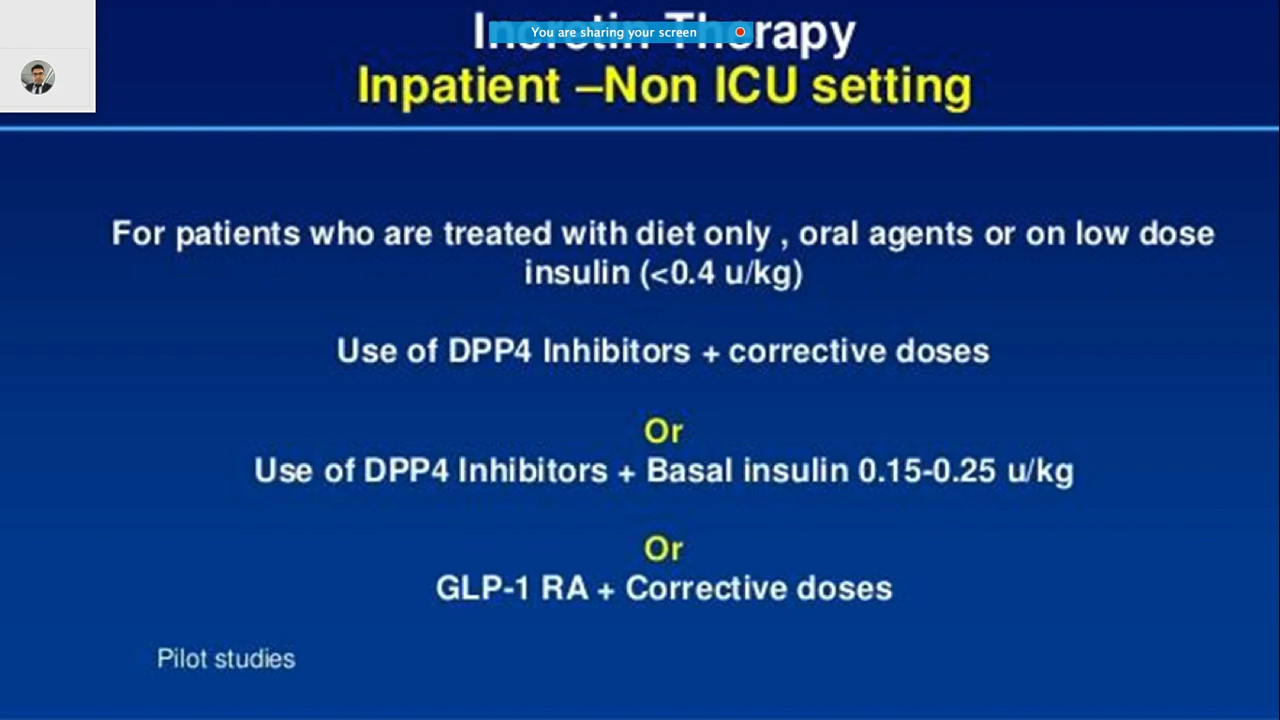 Incretin Therapy
You are sharing your screen
Inpatient –Non ICU setting
For patients who are treated with diet only , oral agents or on low dose
insulin (<0.4 u/kg)
Use of DPP4 Inhibitors + corrective doses
Or
Use of DPP4 Inhibitors + Basal insulin 0.15-0.25 u/kg
Or
GLP-1 RA + Corrective doses
Pilot studies